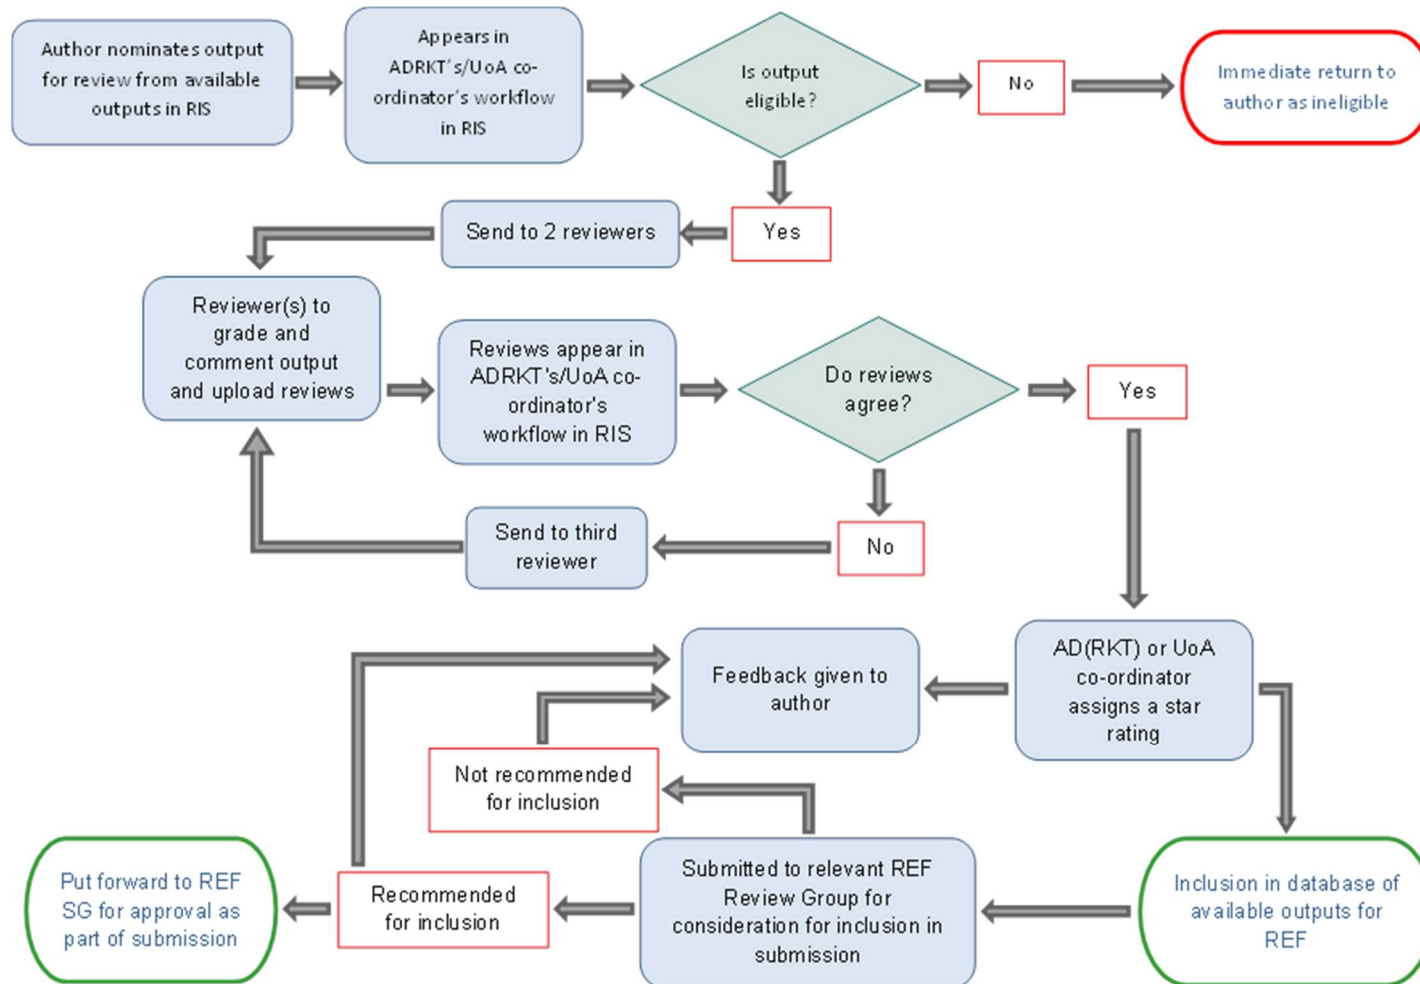 Author nominates output
for review from available
outputs in RIS
Appears in
ADRKT's/UoA co-
ordinator's workflow
in RIS
Is output
eligible?
No
Immediate return to
author as ineligible
Yes
Send to 2 reviewers
Reviewer(s) to
grade and
comment output
and upload reviews
Reviews appear in
ADRKT's/UoA co-
ordinator's
workflow in RIS
Do reviews
agree?
Yes
No
Send to third
reviewer
AD(RKT) or UoA
co-ordinator
assigns a star
rating
Feedback given to
author
Not recommended
for inclusion
Inclusion in database of
available outputs for
REF
Submitted to relevant REF
Review Group for
consideration for inclusion in
submission
Recommended
for inclusion
Put forward to REF
SG for approval as
part of submission